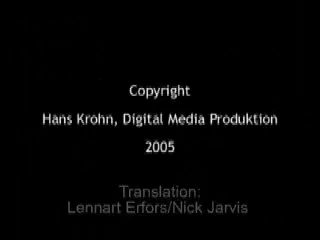 Copyright
Hans Krohn, Digital Media Produktion
2005
Translation:
Lennart Erfors/Nick Jarvis